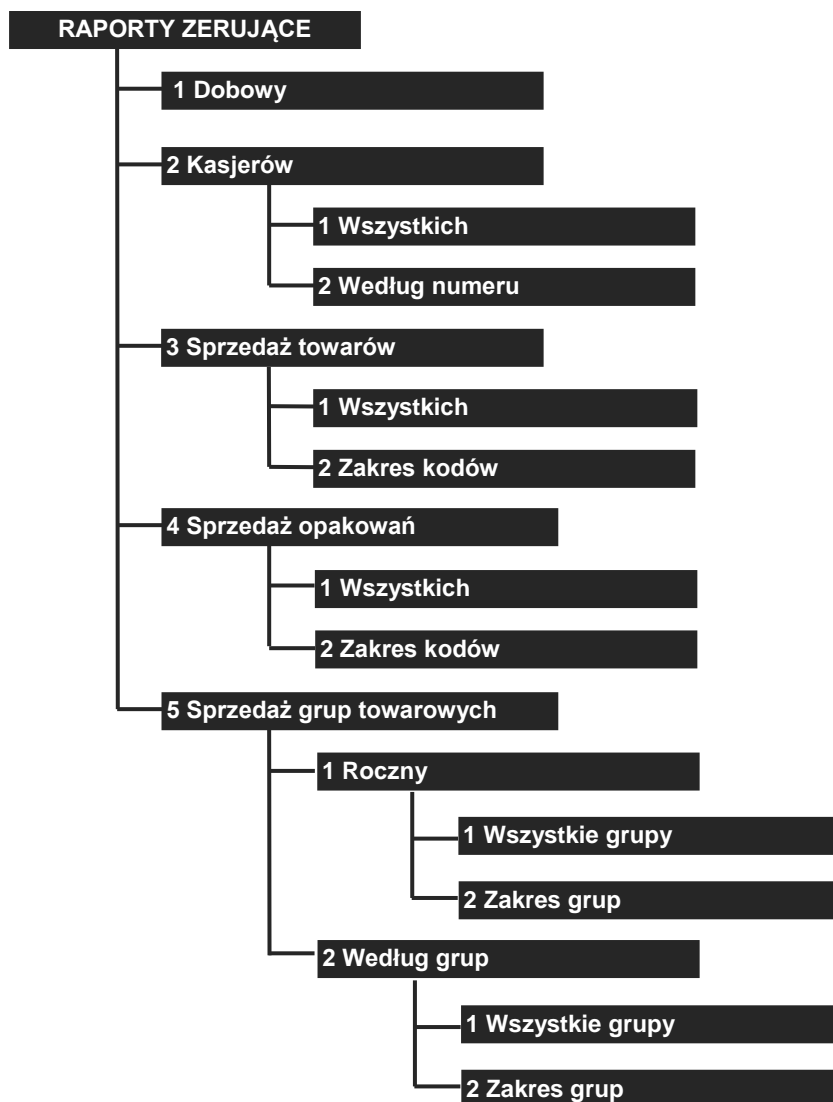 RAPORTY ZERUJĄCE
1 Dobowy
2 Kasjerów
1 Wszystkich
2 Według numeru
3 Sprzedaż towarów
1 Wszystkich
2 Zakres kodów
4 Sprzedaż opakowań
1 Wszystkich
2 Zakres kodów
5 Sprzedaż grup towarowych
1 Roczny
1 Wszystkie grupy
2 Zakres grup
2 Według grup
1 Wszystkie grupy
2 Zakres grup